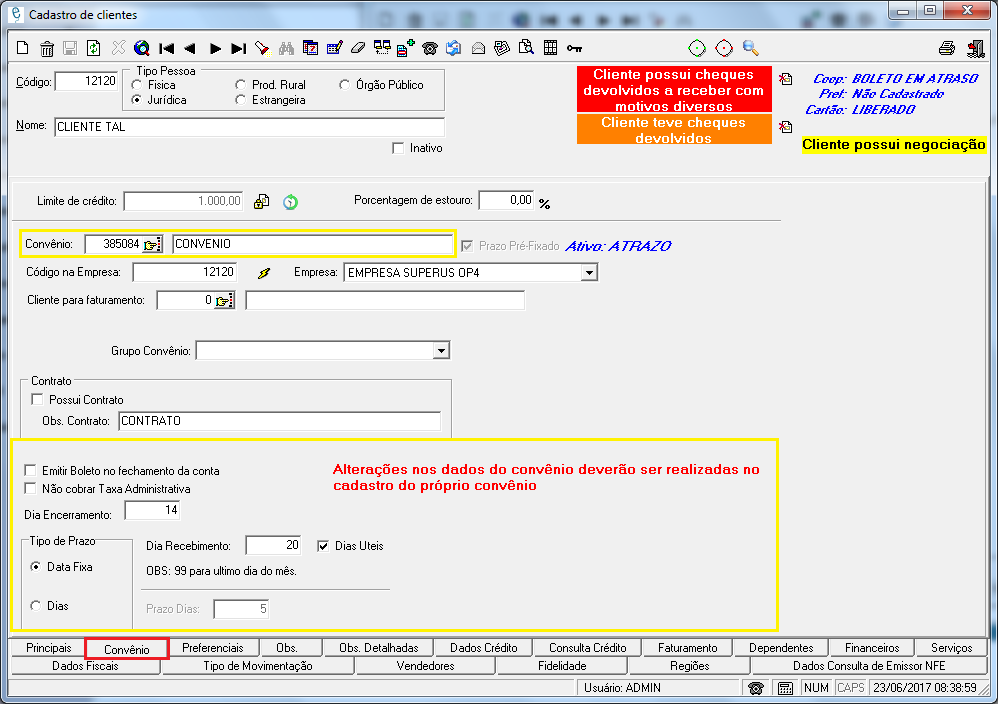 Cadastro de clientes
Código: 12120
Tipo Pessoa
Fisica Prod. Rural Órgão Público
Jurídica Estrangeira
Nome: CLIENTE TAL
Inativo
Cliente possui cheques
devolvidos a receber com
motivos diversos
Cliente teve cheques
devolvidos
Coop: BOLETO EM ATRASO
Pref: Não Cadastrado
Cartão: LIBERADO
Cliente possui negociação
Limite de crédito: 1.000,00 Porcentagem de estouro: 0,00 %
Convênio: 385084 CONVENIO Prazo Pré-Fixado Ativo: ATRAZO
Código na Empresa: 12120 Empresa: EMPRESA SUPERUS OP4
Cliente para faturamento: 0
Grupo Convênio:
Contrato
Possui Contrato
Obs. Contrato: CONTRATO
Emitir Boleto no fechamento da conta
Não cobrar Taxa Administrativa
Alterações nos dados do convênio deverão ser realizadas no
cadastro do próprio convênio
Dia Encerramento: 14
Tipo de Prazo
Data Fixa
Dias
Dia Recebimento: 20 Dias Uteis
OBS: 99 para ultimo dia do mês.
Prazo Dias: 5
Principais Convênio Preferenciais Obs. Obs. Detalhadas Dados Crédito Consulta Crédito Faturamento Dependentes Financeiros Serviços
Dados Fiscais Tipo de Movimentação Vendedores Fidelidade Regiões Dados Consulta de Emissor NFE
Usuário: ADMIN NUM CAPS 23/06/2017 08:38:59